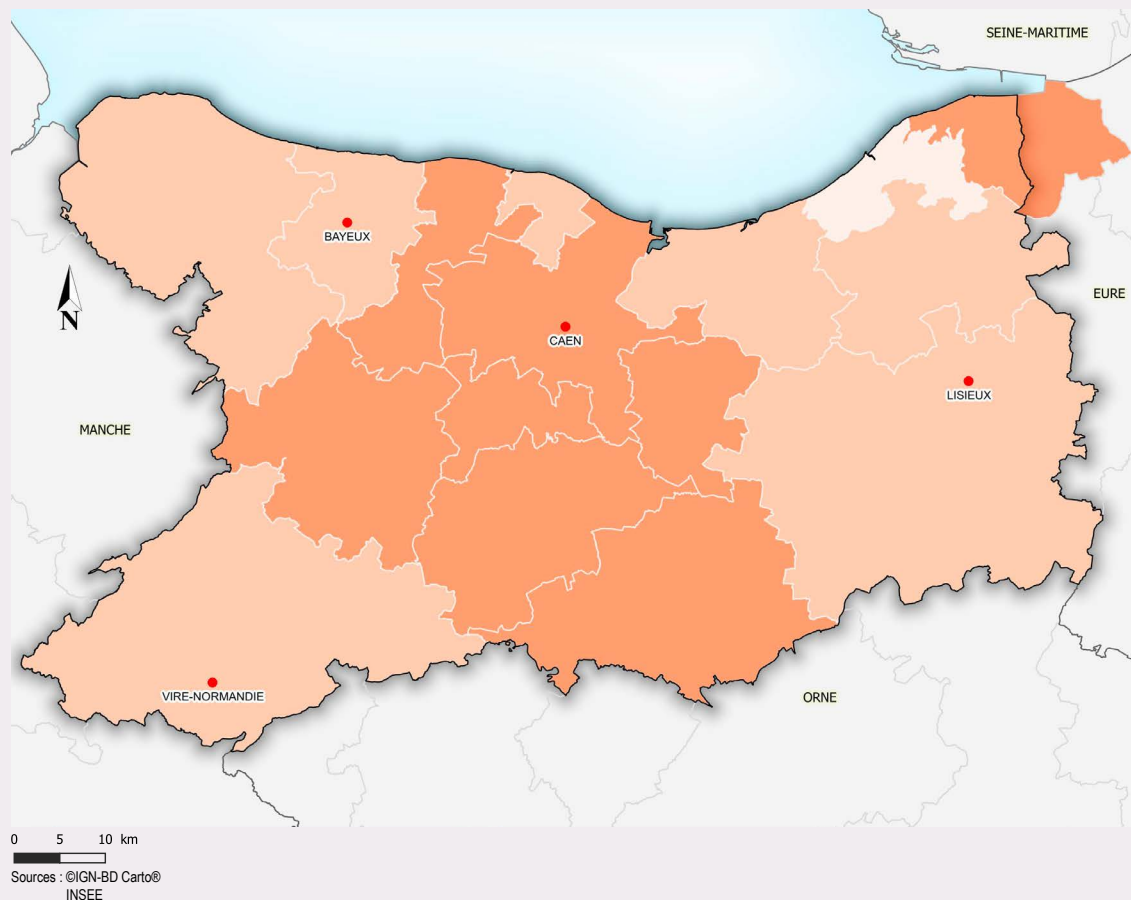 SEINE-MARITIME
BAYEUX
EURE
N
CAEN
LISIEUX
MANCHE
VIRE-NORMANDIE
ORNE
0 5 10 km
Sources : ©IGN-BD Carto®
INSEE